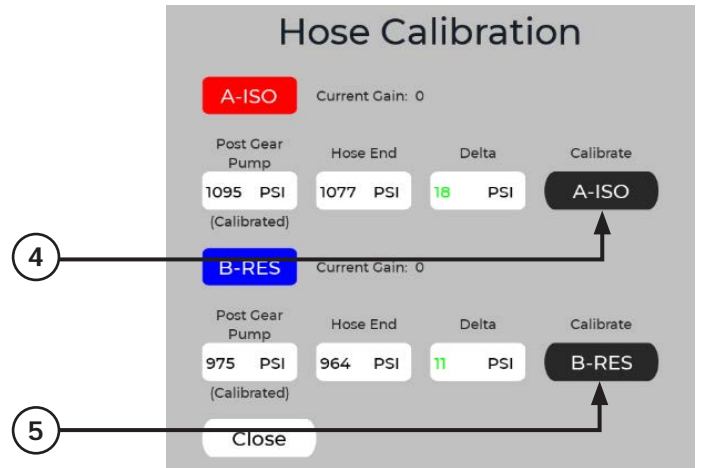 Hose Calibration
A-ISO Current Gain: 0
Post Gear
Pump Hose End Delta Calibrate
1095 PSI 1077 PSI 18 PSI A-ISO
(Calibrated)
4
B-RES Current Gain: 0
Post Gear
Pump Hose End Delta Calibrate
975 PSI 964 PSI 11 PSI B-RES
(Calibrated)
5
Close